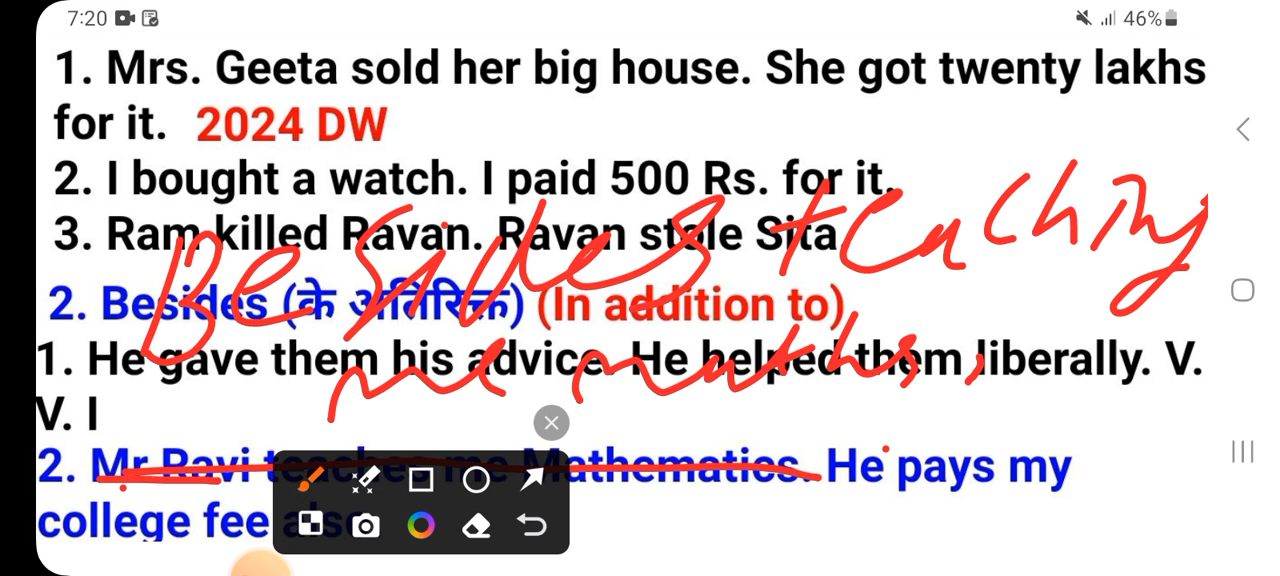 7:20
46%
1. Mrs. Geeta sold her big house. She got twenty lakhs
for it. 2024 DW
2. I bought a watch. I paid 500 Rs. for it.
3. Ram killed Ravan. Ravan stole Sita.
Besides teaching
2. Besides (के अतिरिक्त) (In addition to)
me maths,
1. He gave them his advice. He helped them liberally. V.
V. I
2. Mr Ravi teaches me Mathematics. He pays my
college fee also